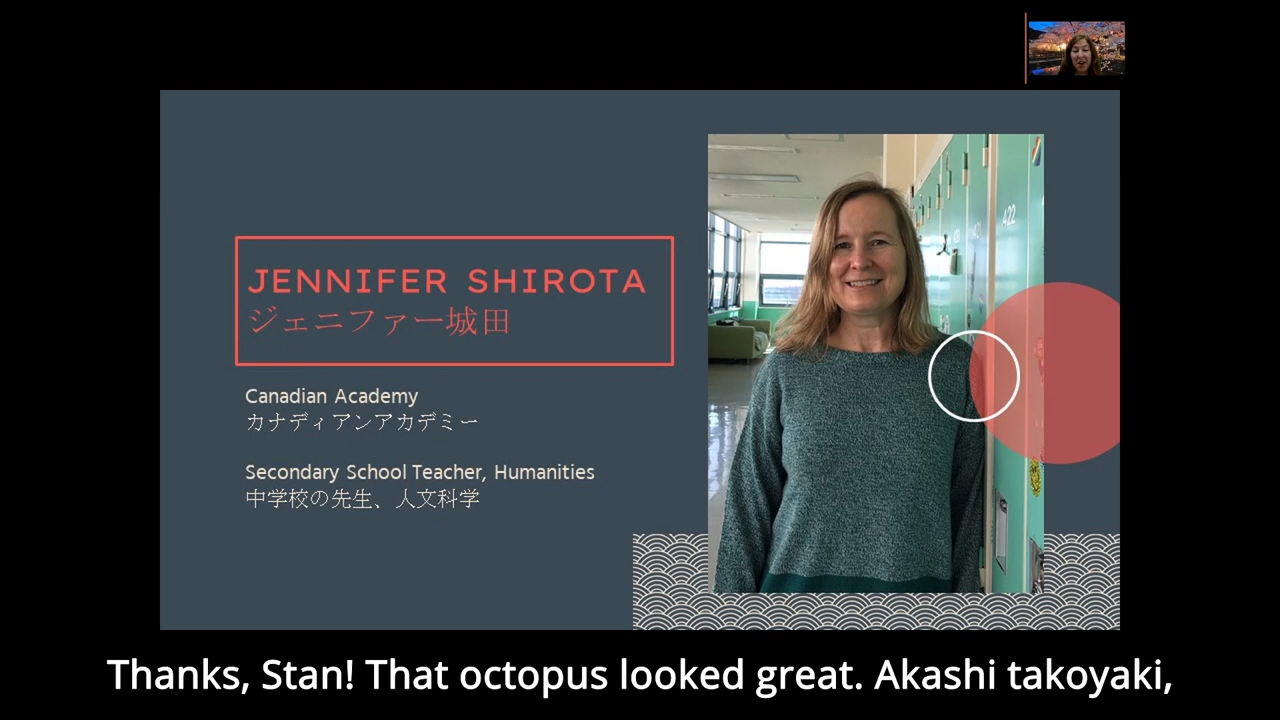 JENNIFER SHIROTA
ジェニファー城田
Canadian Academy
カナディアンアカデミー
Secondary School Teacher, Humanities
中学校の先生、人文科学
422
Thanks, Stan! That octopus looked great. Akashi takoyaki,